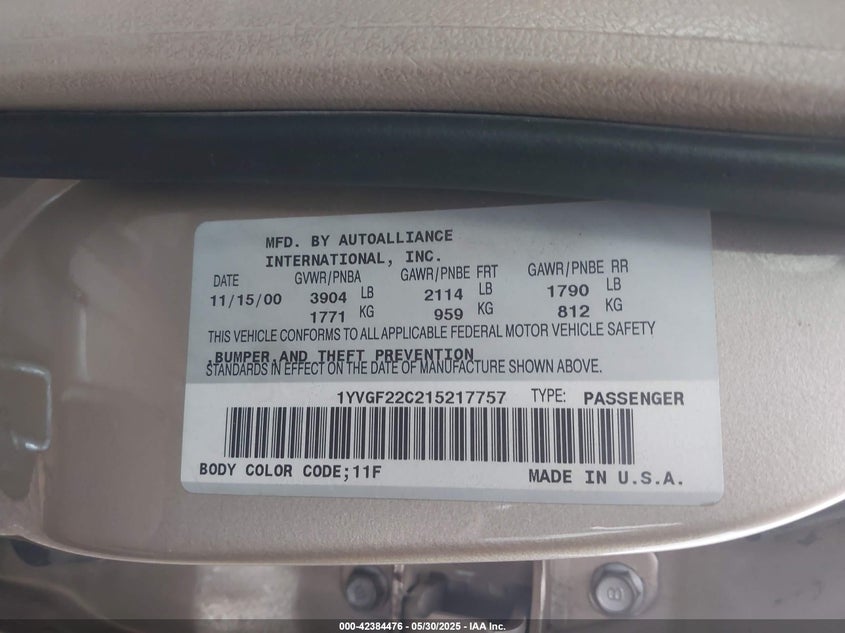 MFD. BY AUTOALLIANCE
INTERNATIONAL, INC.
DATE GVWR/PNBA GAWR/PNBE FRT GAWR/PNBE RR
11/15/00 3904 LB 2114 LB 1790 LB
1771 KG 959 KG 812 KG
THIS VEHICLE CONFORMS TO ALL APPLICABLE FEDERAL MOTOR VEHICLE SAFETY
,BUMPER,AND THEFT PREVENTION
STANDARDS IN EFFECT ON THE DATE OF MANUFACTURE SHOWN ABOVE.
1YVGF22C215217757 TYPE: PASSENGER
BODY COLOR CODE;11F MADE IN U.S.A.
8
000-42384476 - 05/30/2025 - IAA Inc.